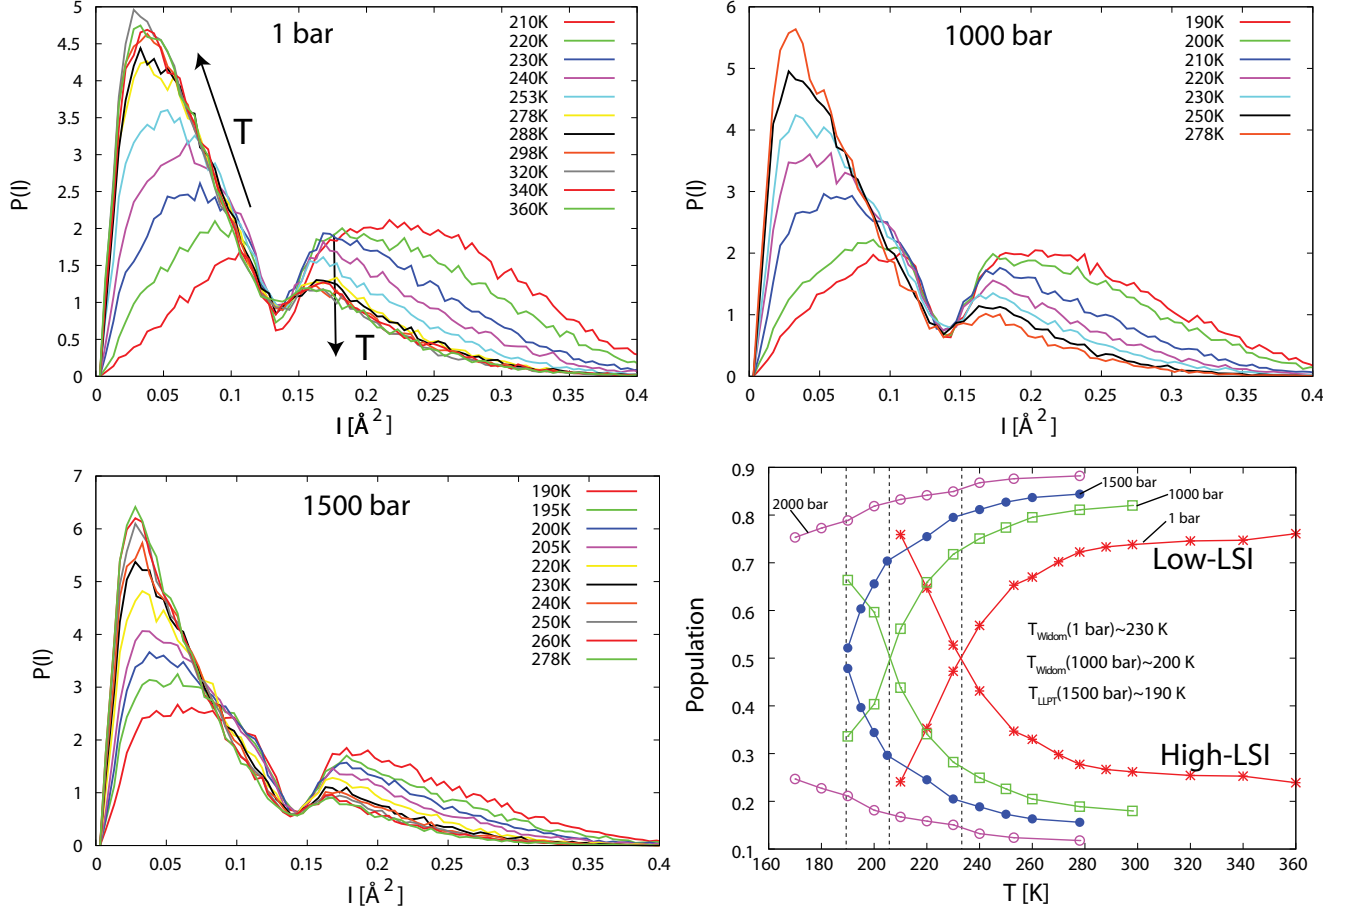 1 bar
210K
220K
230K
240K
253K
278K
288K
298K
320K
340K
360K
T
T
5
4.5
4
3.5
3
2.5
2
1.5
1
0.5
0
P(I)
0
0.05
0.1
0.15
0.2
0.25
0.3
0.35
0.4
I [Å2]
1000 bar
190K
200K
210K
220K
230K
250K
278K
6
5
4
3
2
1
0
P(I)
0
0.05
0.1
0.15
0.2
0.25
0.3
0.35
0.4
I [Å2]
1500 bar
190K
195K
200K
205K
220K
230K
240K
250K
260K
278K
7
6
5
4
3
2
1
0
P(I)
0
0.05
0.1
0.15
0.2
0.25
0.3
0.35
0.4
I [Å2]
0.9
0.8
0.7
0.6
0.5
0.4
0.3
0.2
0.1
Population
2000 bar
1500 bar
1000 bar
1 bar
Low-LSI
TWidom(1 bar)~230 K
TWidom(1000 bar)~200 K
TLLPT(1500 bar)~190 K
High-LSI
160
180
200
220
240
260
280
300
320
340
360
T [K]